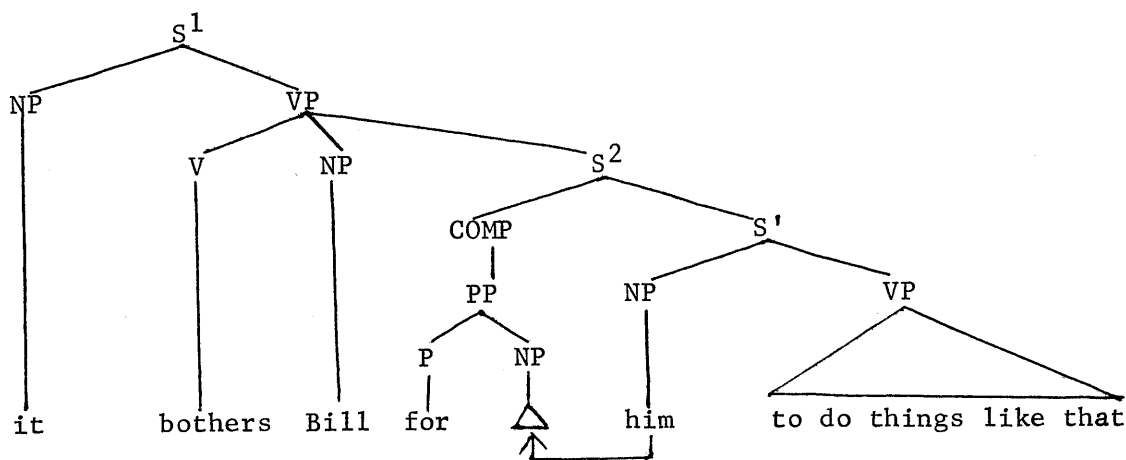 S1
NP VP
V NP S2
COMP S'
PP NP VP
P NP
it bothers Bill for him to do things like that